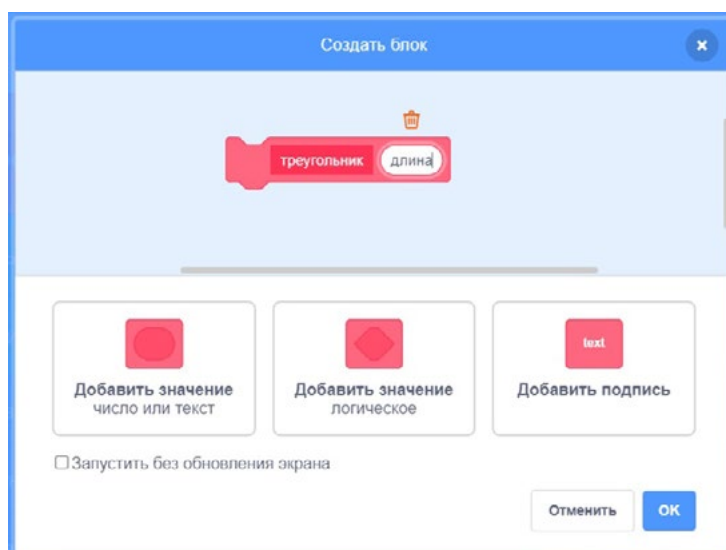 Создать блок
треугольник длина
text
Добавить значение
число или текст
Добавить значение
логическое
Добавить подпись
Запустить без обновления экрана
Отменить
OK